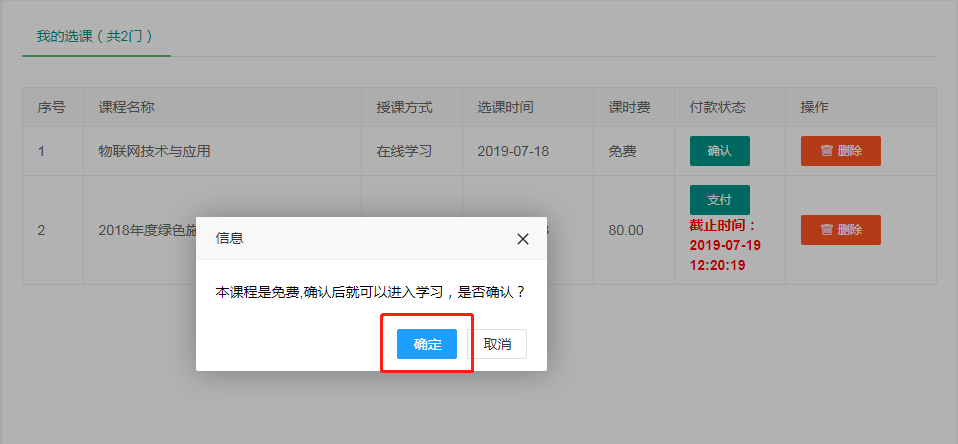 我的选课（共2门）
序号 课程名称 授课方式 选课时间 课时费 付款状态 操作
1 物联网技术与应用 在线学习 2019-07-18 免费 确认 删除
2 2018年度绿色施 80.00 支付 删除
截止时间：
2019-07-19
12:20:19
信息
本课程是免费,确认后就可以进入学习，是否确认？
确定 取消